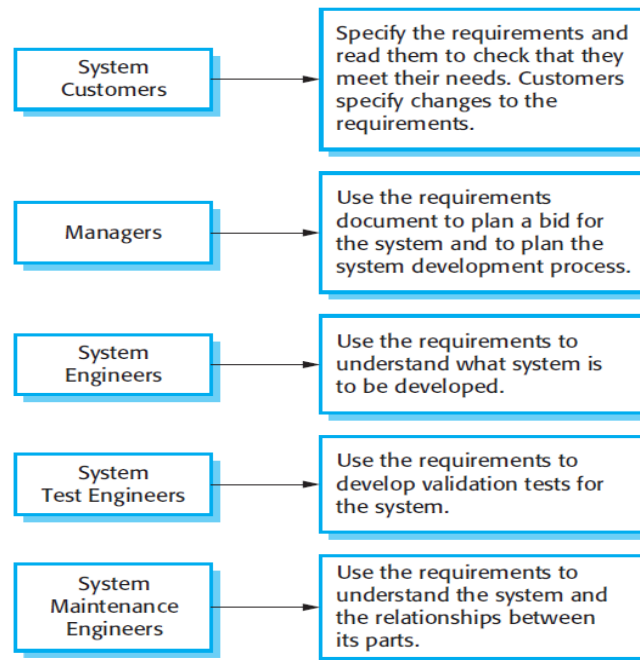 System
Customers
Specify the requirements and
read them to check that they
meet their needs. Customers
specify changes to the
requirements.
Managers
Use the requirements
document to plan a bid for
the system and to plan the
system development process.
System
Engineers
Use the requirements to
understand what system is
to be developed.
System
Test Engineers
Use the requirements to
develop validation tests for
the system.
System
Maintenance
Engineers
Use the requirements to
understand the system and
the relationships between
its parts.